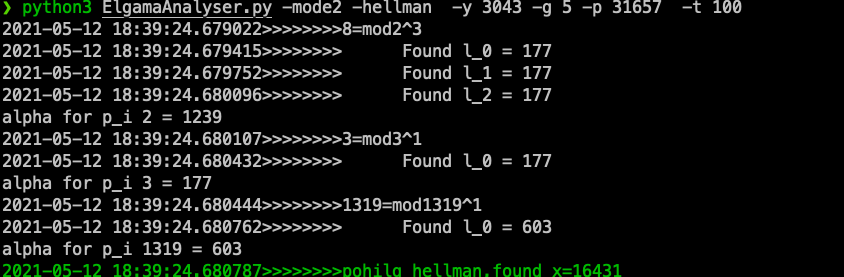 ❯ python3 ElgamaAnalyser.py -mode2 -hellman  -y 3043 -g 5 -p 31657  -t 100
2021-05-12 18:39:24.679022>>>>>>>>8=mod2^3
2021-05-12 18:39:24.679415>>>>>>>>      Found l_0 = 177
2021-05-12 18:39:24.679752>>>>>>>>      Found l_1 = 177
2021-05-12 18:39:24.680096>>>>>>>>      Found l_2 = 177
alpha for p_i 2 = 1239
2021-05-12 18:39:24.680107>>>>>>>>3=mod3^1
2021-05-12 18:39:24.680432>>>>>>>>      Found l_0 = 177
alpha for p_i 3 = 177
2021-05-12 18:39:24.680444>>>>>>>>1319=mod1319^1
2021-05-12 18:39:24.680762>>>>>>>>      Found l_0 = 603
alpha for p_i 1319 = 603
2021-05-12 18:39:24.680787>>>>>>>>pohilg hellman,found x=16431